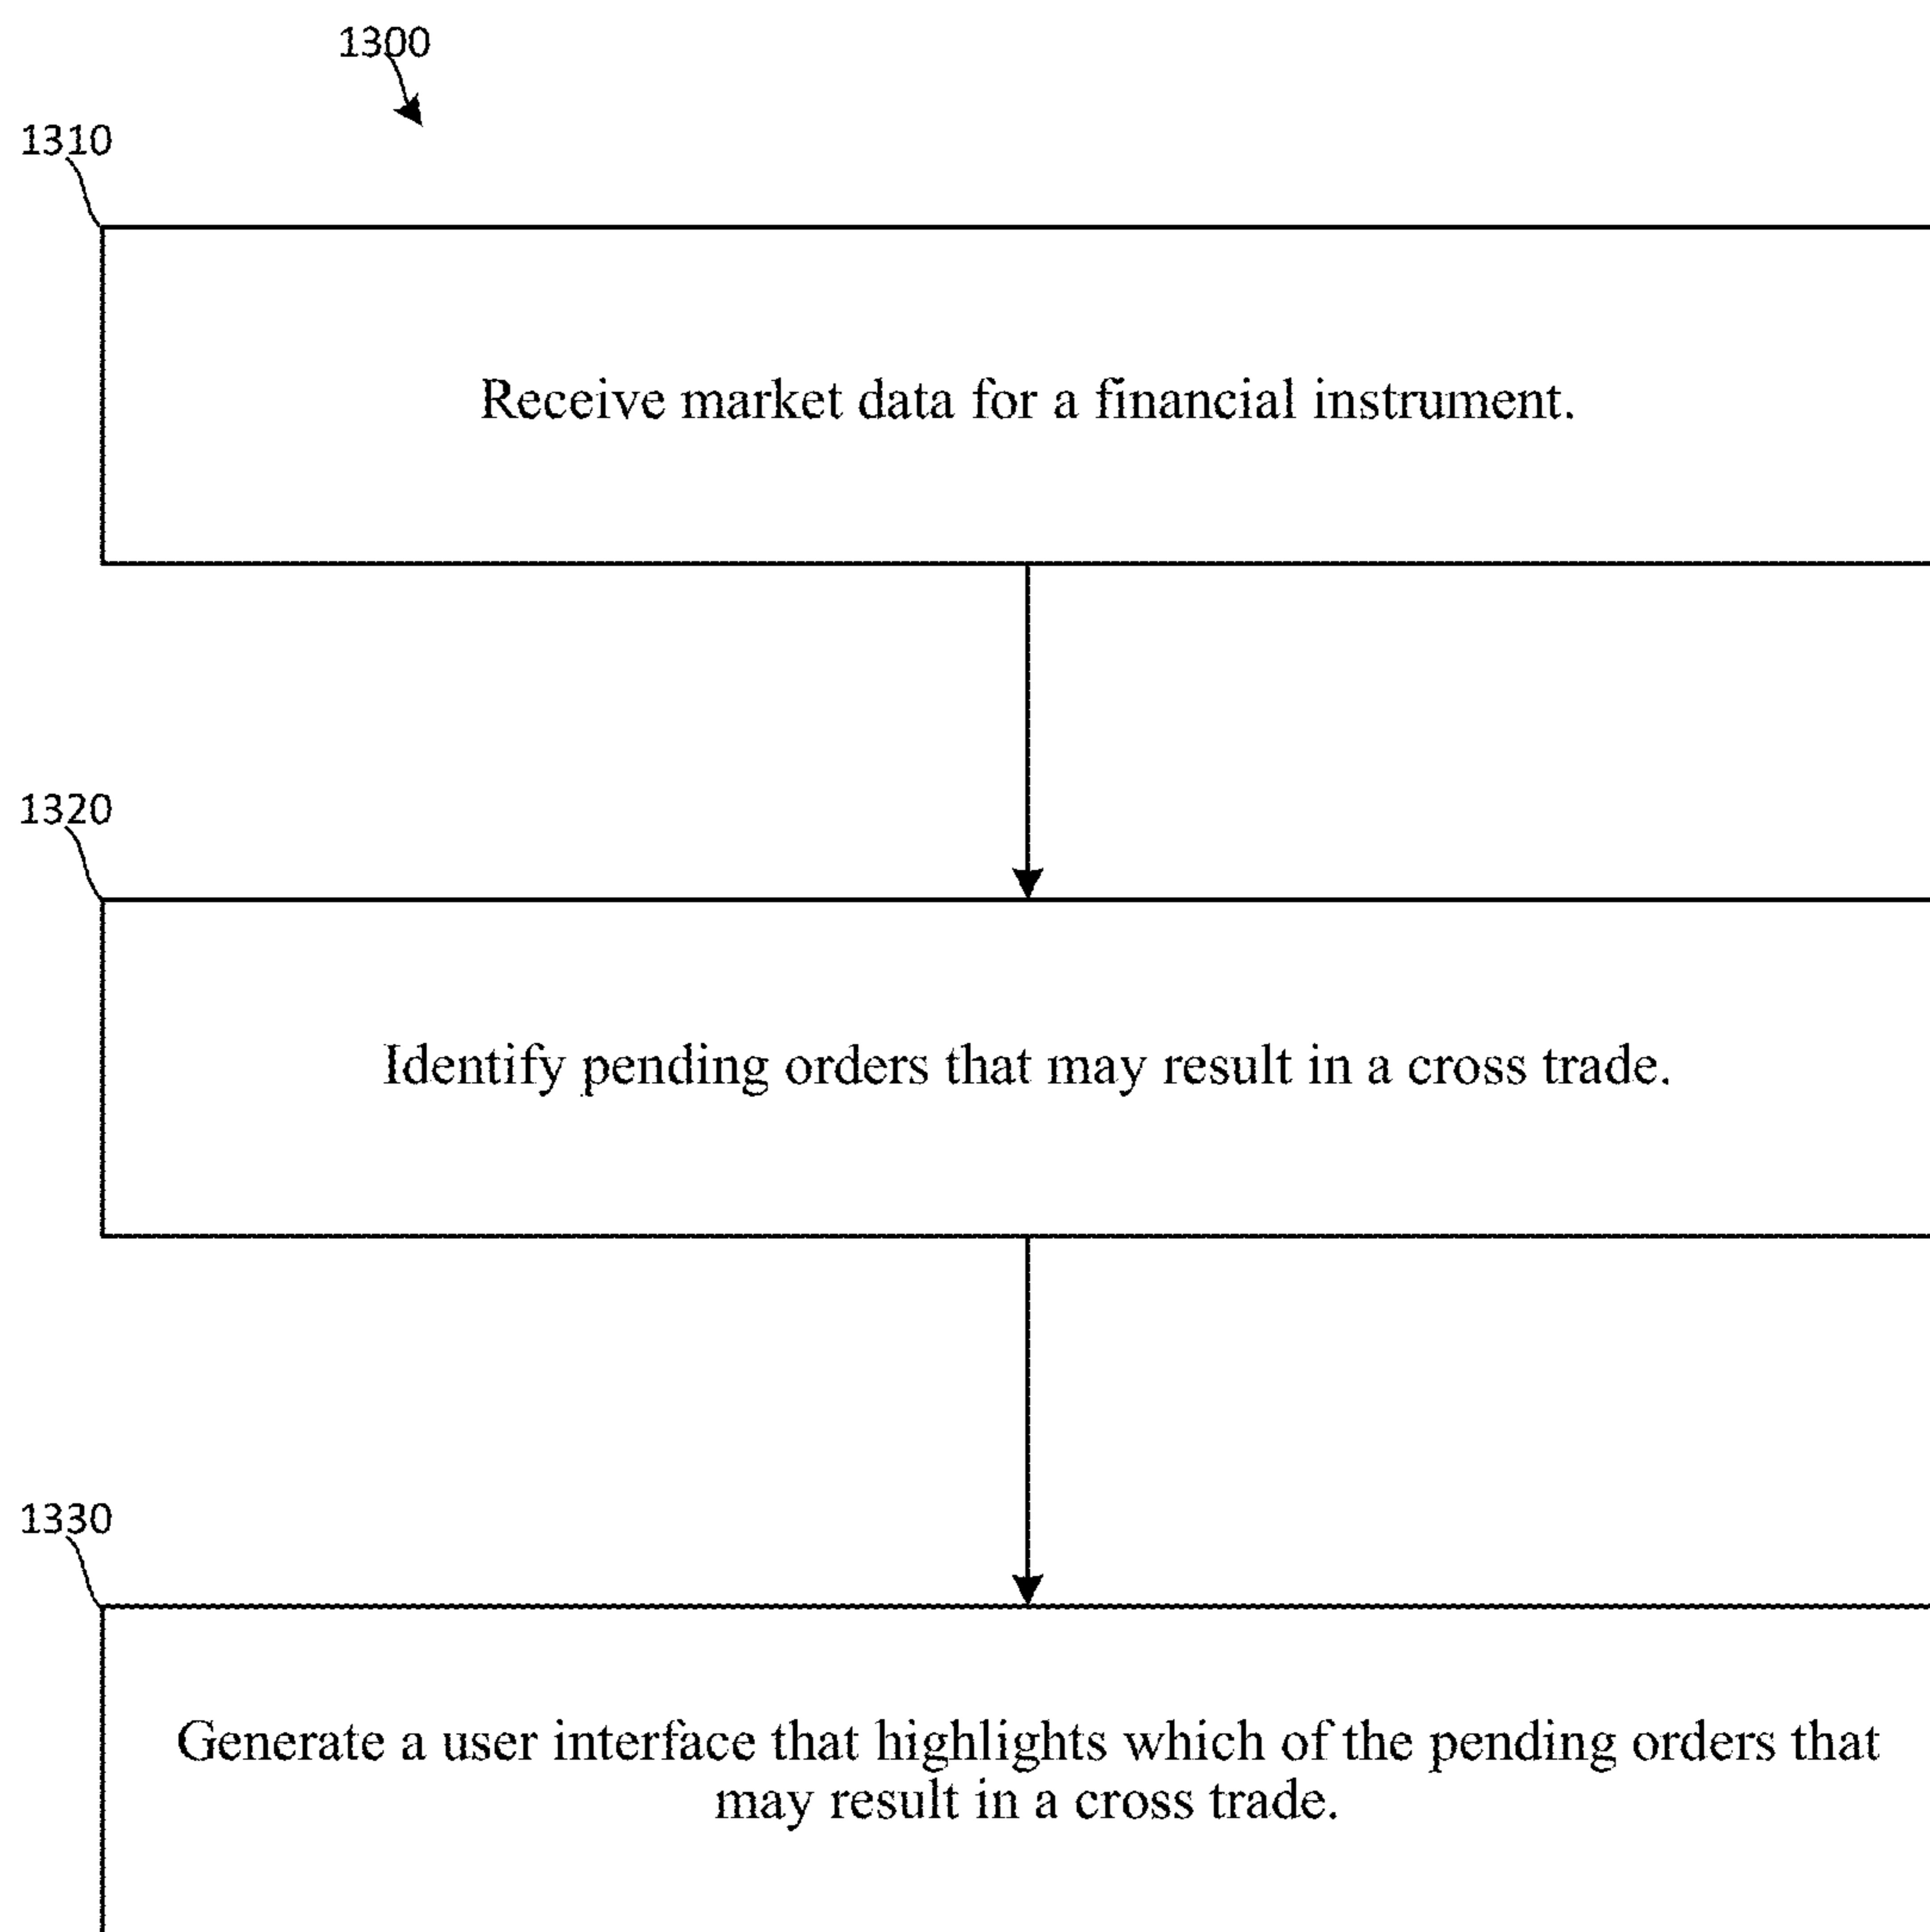 1300
1310
Receive market data for a financial instrument.
1320
Identify pending orders that may result in a cross trade.
1330
Generate a user interface that highlights which of the pending orders that
may result in a cross trade.